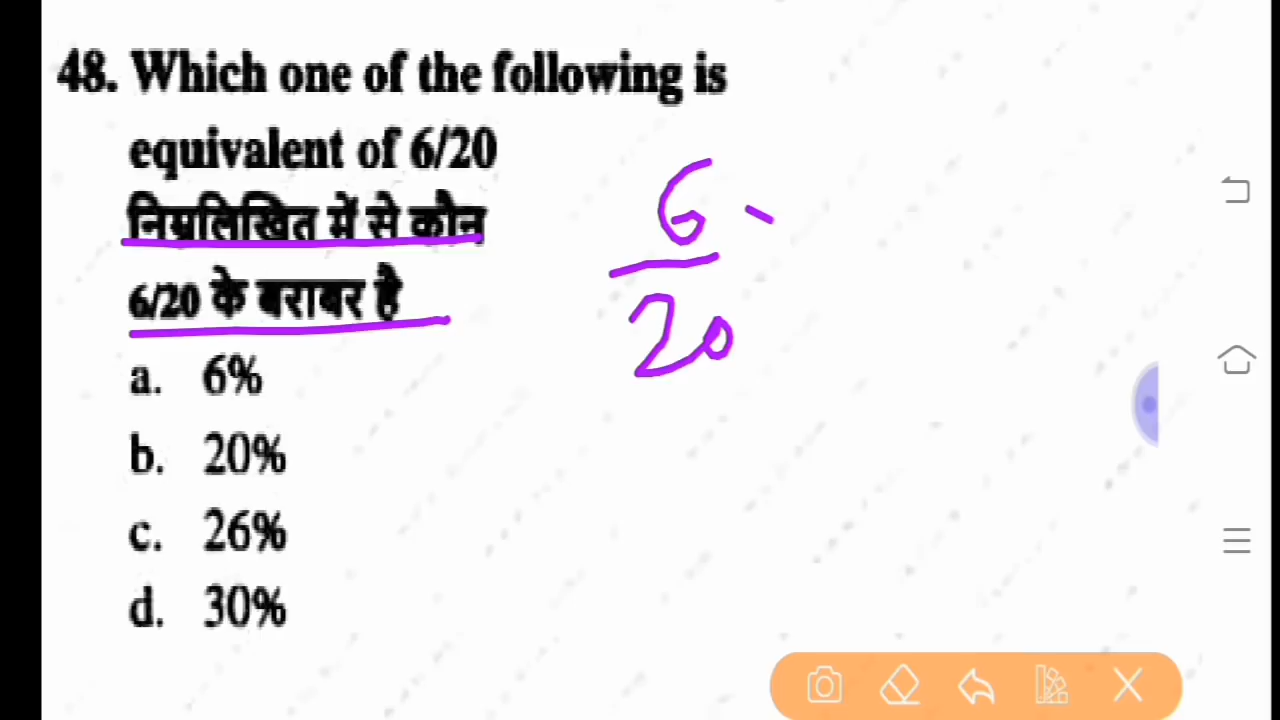 48. Which one of the following is
equivalent of 6/20
निम्नलिखित में से कौन
6/20 के बराबर है
a. 6%
b. 20%
c. 26%
d. 30%
6
20